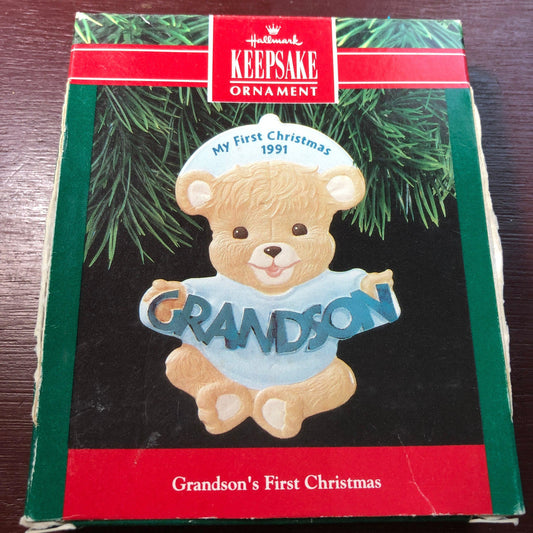 Hallmark
KEEPSAKE
ORNAMENT
My First Christmas
1991
GRANDSON
Grandson's First Christmas